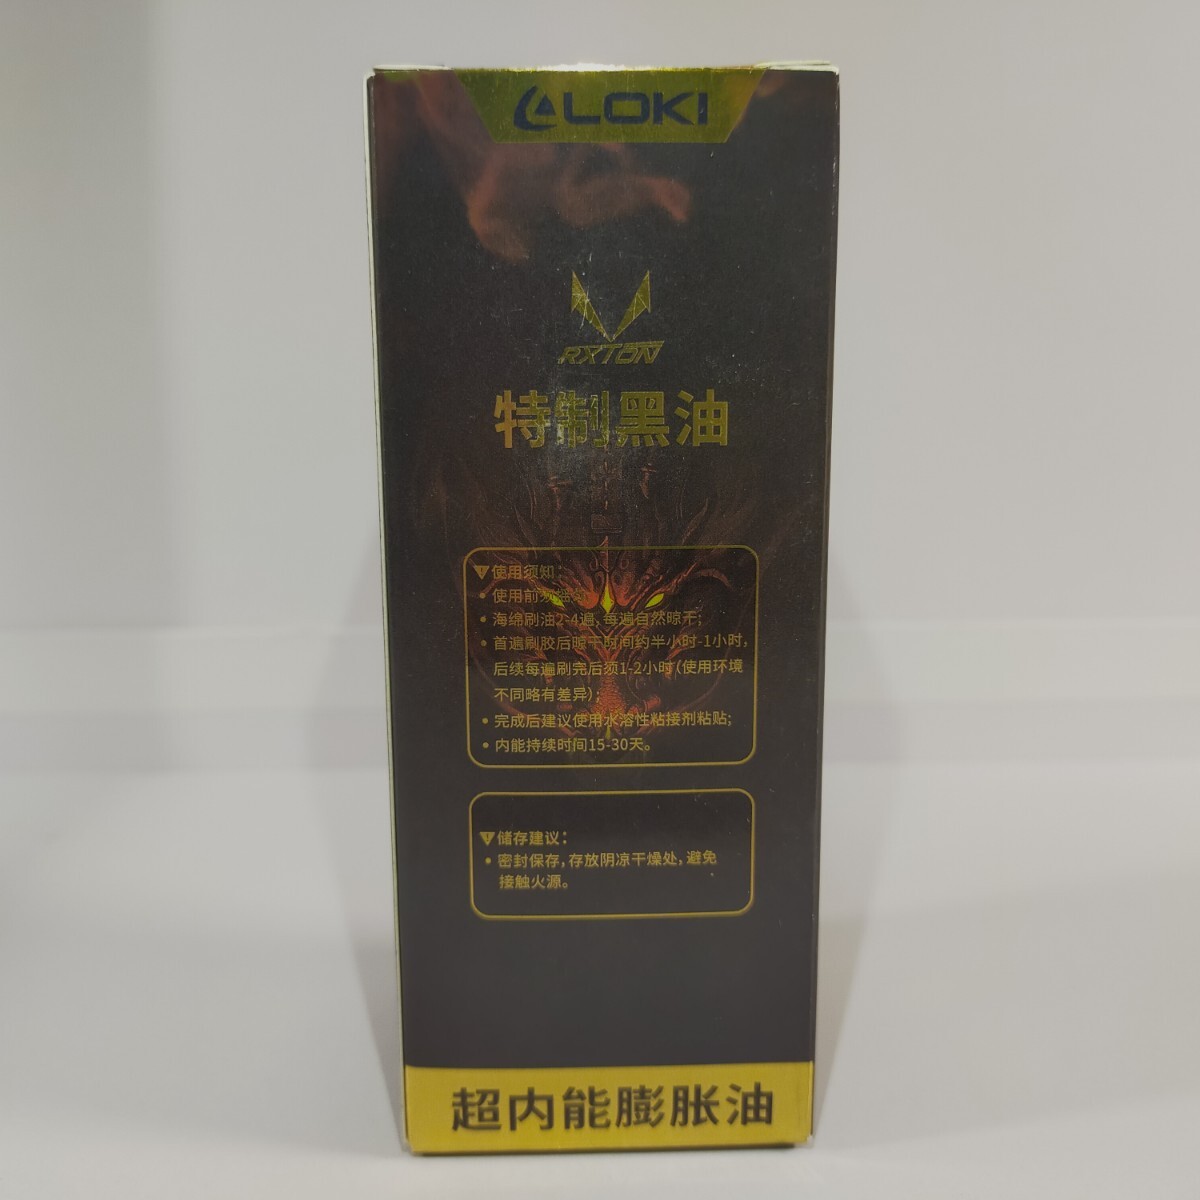 LOKI
RXTON
特制黑油
使用须知：
• 使用前须摇匀；
• 海绵刷油2-4遍，每遍自然晾干；
• 首遍刷胶后晾干时间约半小时-1小时，
后续每遍刷完后须1-2小时（使用环境
不同略有差异）；
• 完成后建议使用水溶性粘接剂粘贴；
• 内能持续时间15-30天。
储存建议：
• 密封保存，存放阴凉干燥处，避免
接触火源。
超内能膨胀油